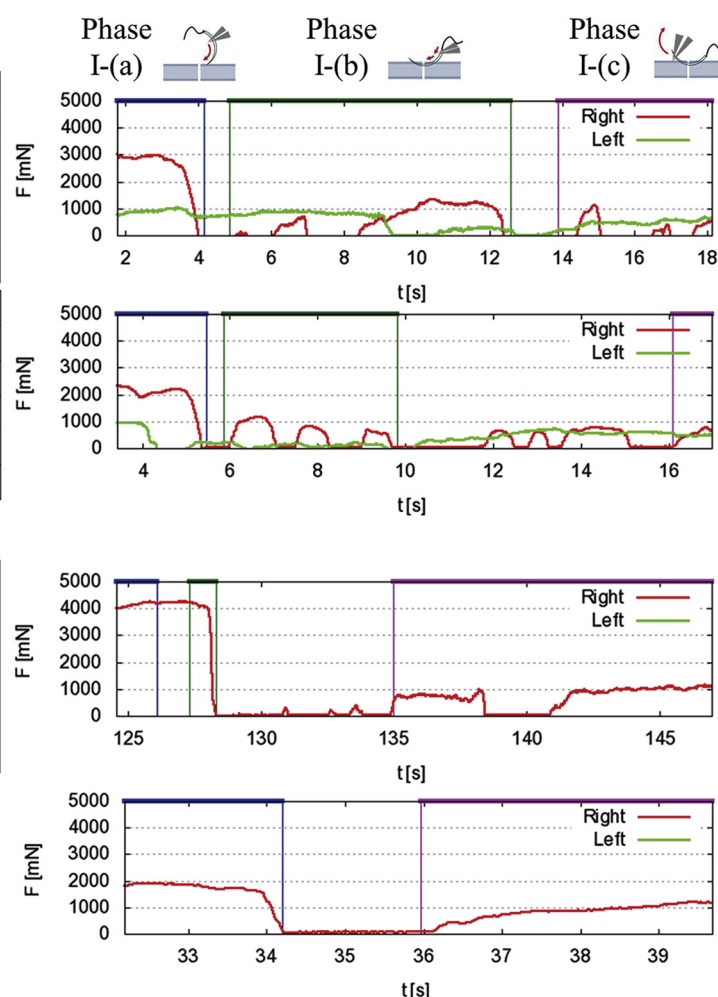 Phase Phase Phase
I-(a) I-(b) I-(c)
5000
4000
3000
2000
1000
0
F [mN]
Right
Left
2 4 6 8 10 12 14 16 18
t [s]
5000
4000
3000
2000
1000
0
F [mN]
Right
Left
4 6 8 10 12 14 16
t [s]
5000
4000
3000
2000
1000
0
F [mN]
Right
Left
125 130 135 140 145
t [s]
5000
4000
3000
2000
1000
0
F [mN]
Right
Left
33 34 35 36 37 38 39
t [s]